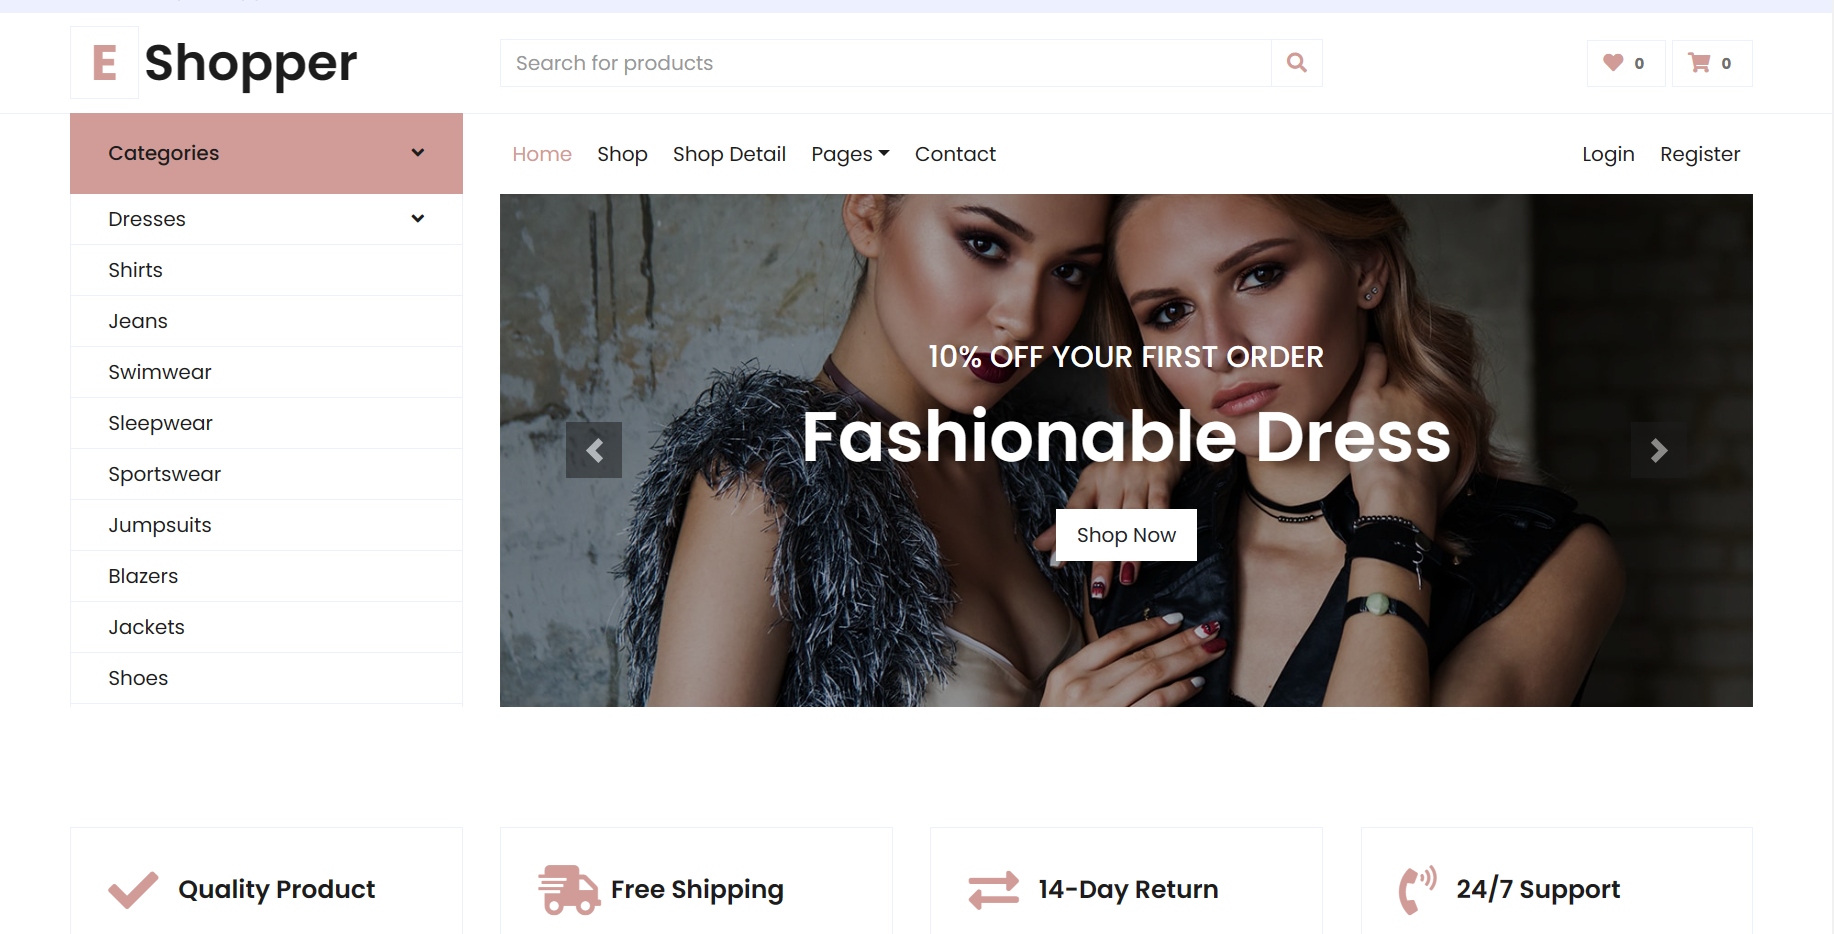 E Shopper
Search for products
0
0
Categories
Home
Shop
Shop Detail
Pages
Contact
Login
Register
Dresses
Shirts
Jeans
Swimwear
Sleepwear
Sportswear
Jumpsuits
Blazers
Jackets
Shoes
10% OFF YOUR FIRST ORDER
Fashionable Dress
Shop Now
Quality Product
Free Shipping
14-Day Return
24/7 Support